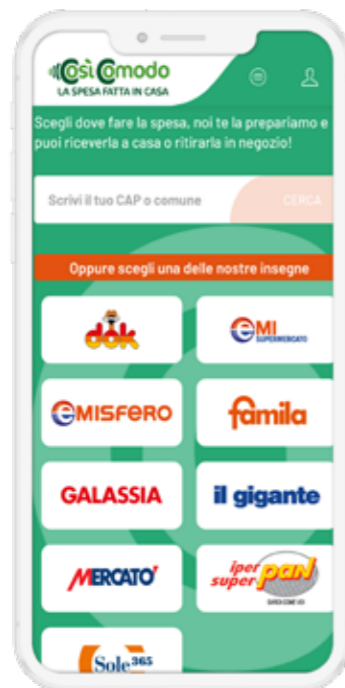 Così Comodo
LA SPESA FATTA IN CASA
Scegli dove fare la spesa, noi te la prepariamo e
puoi riceverla a casa o ritirarla in negozio!
Scrivi il tuo CAP o comune
CERCA
Oppure scegli una delle nostre insegne
dok
EMI
SUPERMERCATO
EMISFERO
famila
GALASSIA
il gigante
MERCATO'
iper
super pan
Sole365